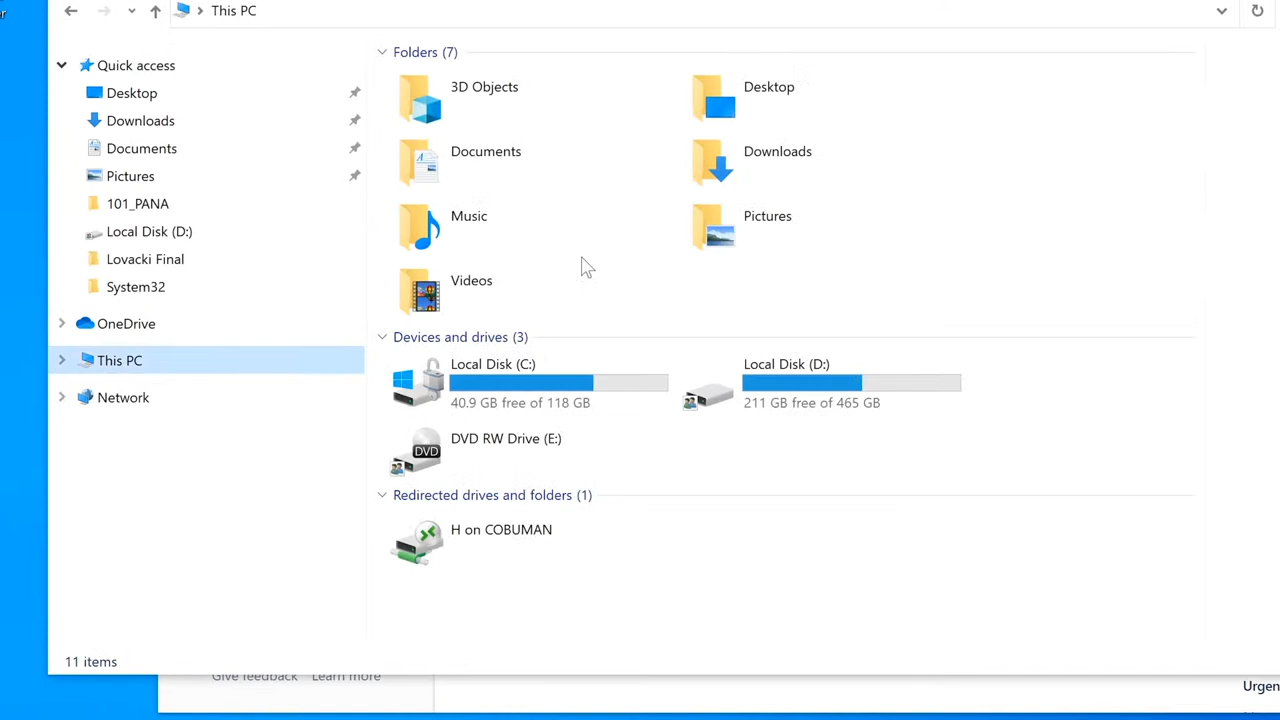 er
This PC
Quick access
Desktop
Downloads
Documents
Pictures
101_PANA
Local Disk (D:)
Lovacki Final
System32
OneDrive
This PC
Network
Folders (7)
3D Objects
Desktop
Documents
Downloads
Music
Pictures
Videos
Devices and drives (3)
Local Disk (C:)
40.9 GB free of 118 GB
Local Disk (D:)
211 GB free of 465 GB
DVD
DVD RW Drive (E:)
Redirected drives and folders (1)
H on COBUMAN
11 items
Give feedback Learn more
Urgen